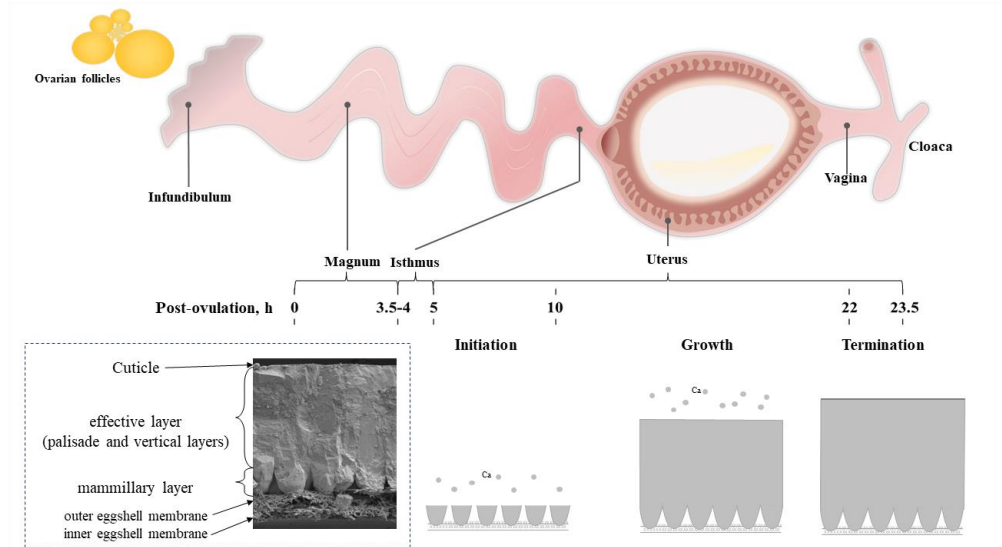 Ovarian follicles
Infundibulum
Magnum
Isthmus
Uterus
Vagina
Cloaca
Post-ovulation, h
0
3.5-4
5
10
22
23.5
Initiation
Growth
Termination
Cuticle
effective layer
(palisade and vertical layers)
mammillary layer
outer eggshell membrane
inner eggshell membrane
Ca
Ca